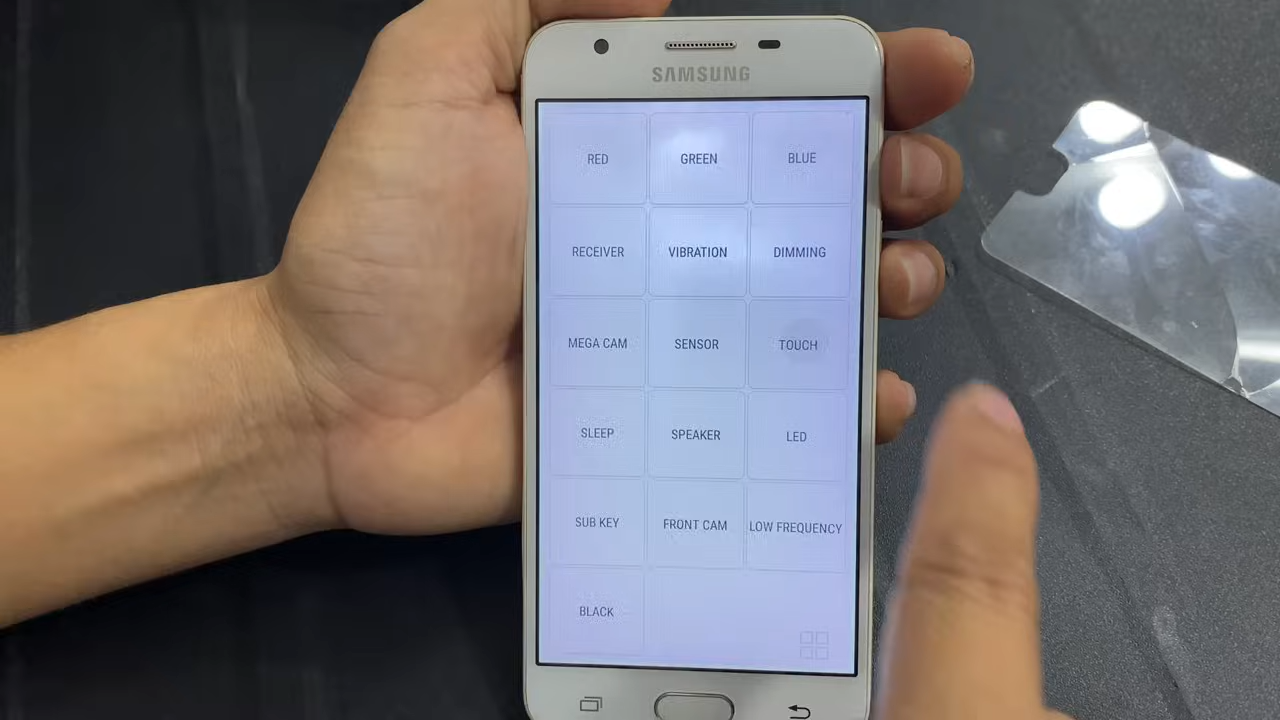 SAMSUNG
RED GREEN BLUE
RECEIVER VIBRATION DIMMING
MEGA CAM SENSOR TOUCH
SLEEP SPEAKER LED
SUB KEY FRONT CAM LOW FREQUENCY
BLACK